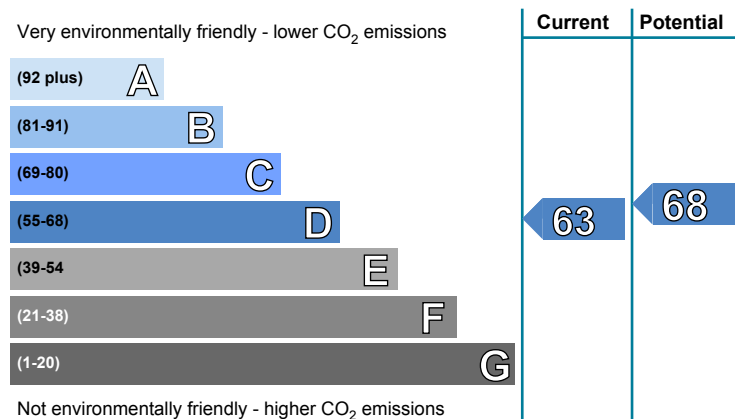 Very environmentally friendly - lower CO₂ emissions
Current
Potential
(92 plus) A
(81-91) B
(69-80) C
(55-68) D
(39-54 E
(21-38) F
(1-20) G
63
68
Not environmentally friendly - higher CO₂ emissions